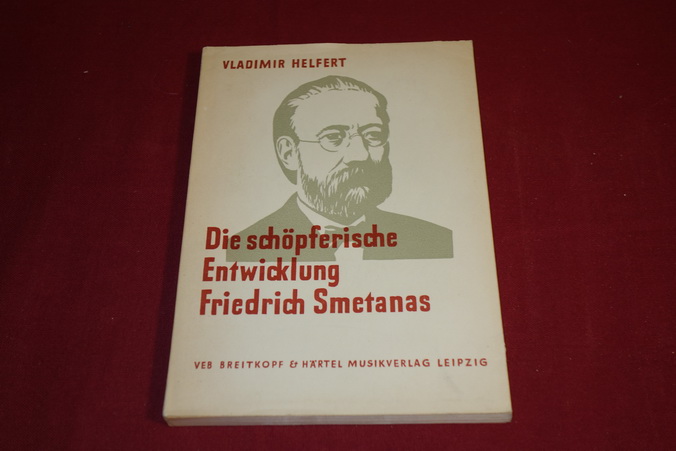 VLADIMIR HELFERT
Die schöpferische
Entwicklung
Friedrich Smetanas
VEB BREITKOPF & HÄRTEL MUSIKVERLAG LEIPZIG